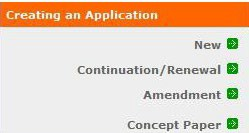 Creating an Application
New
Continuation/Renewal
Amendment
Concept Paper